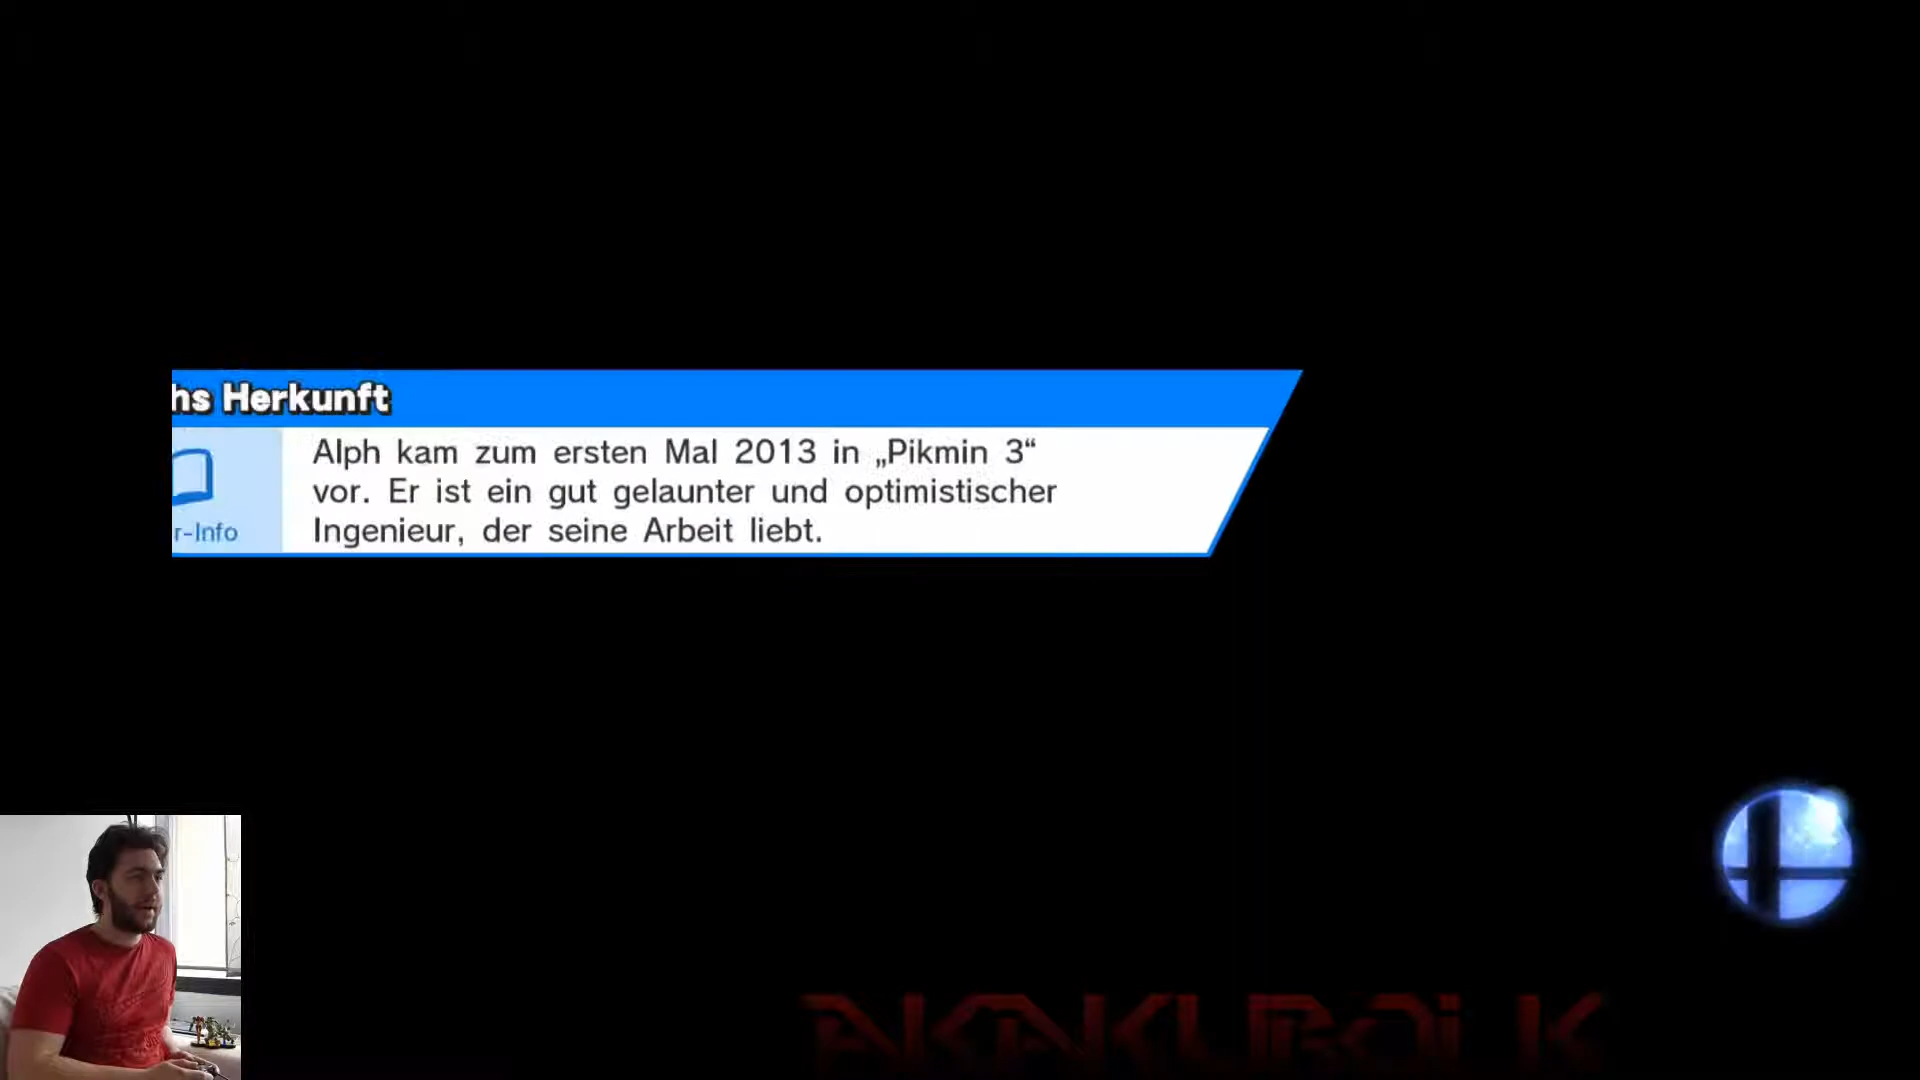 hs Herkunft
Alph kam zum ersten Mal 2013 in „Pikmin 3“
vor. Er ist ein gut gelaunter und optimistischer
r-Info
Ingenieur, der seine Arbeit liebt.